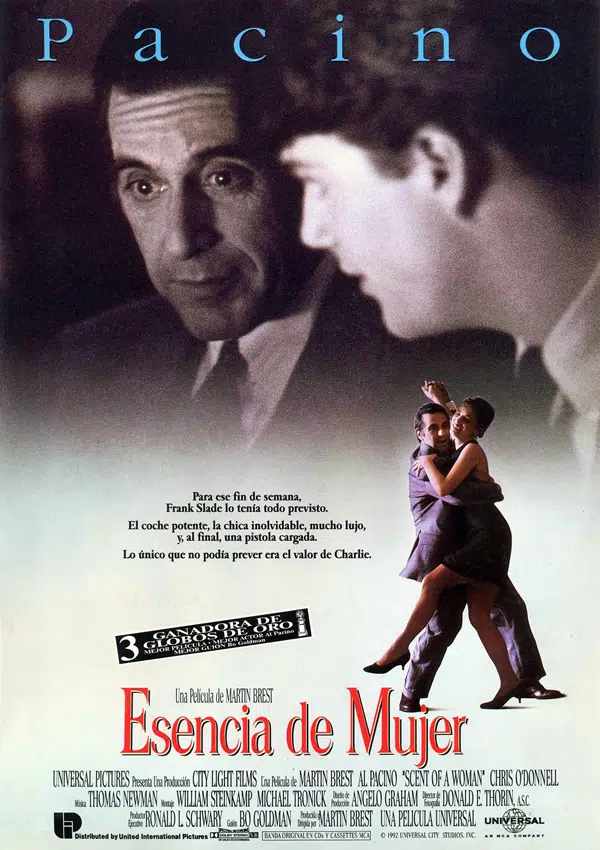 Pacino
Para ese fin de semana,
Frank Slade lo tenía todo previsto.
El coche potente, la chica inolvidable, mucho lujo,
y, al final, una pistola cargada.
Lo único que no podía prever era el valor de Charlie.
3 GANADORA DE
GLOBOS DE ORO
MEJOR PELICULA • MEJOR ACTOR Al Pacino
MEJOR GUION Bo Goldman
Una Película de MARTIN BREST
Esencia de Mujer
UNIVERSAL PICTURES Presenta Una Producción CITY LIGHT FILMS Una Película de MARTIN BREST AL PACINO "SCENT OF A WOMAN" CHRIS O'DONNELL
Música THOMAS NEWMAN Montaje WILLIAM STEINKAMP MICHAEL TRONICK Diseño de Producción ANGELO GRAHAM Director de Fotografía DONALD E. THORIN, A.S.C.
Productor Ejecutivo RONALD L. SCHWARY Guión BO GOLDMAN Producida y Dirigida por MARTIN BREST UNA PELICULA UNIVERSAL
Distributed by United International Pictures
DOLBY STEREO
BANDA ORIGINAL EN CDs Y CASSETTES MCA
© 1992 UNIVERSAL CITY STUDIOS, INC.
UNIVERSAL
AN MCA COMPANY